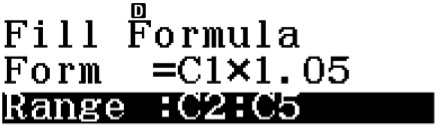 D
Fill Formula
Form =C1×1.05
Range :C2:C5